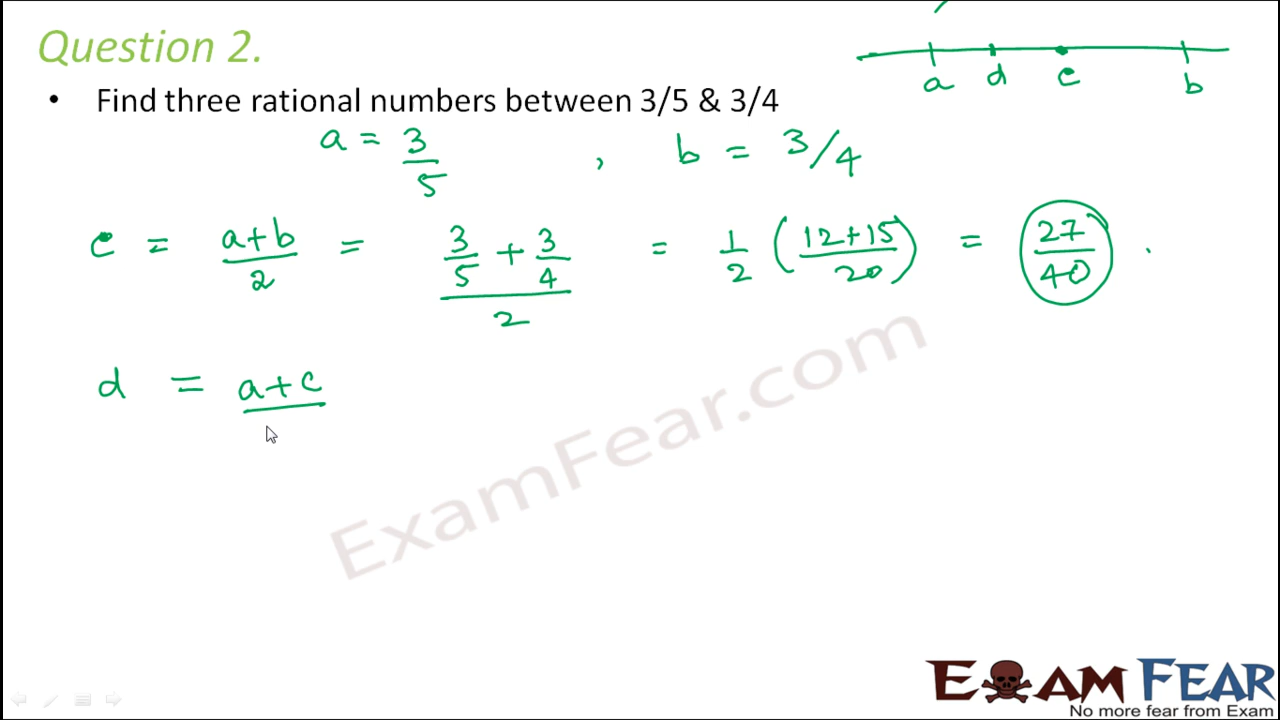 Question 2.
a d c b
• Find three rational numbers between 3/5 & 3/4
a = 3/5 , b = 3/4
c = (a+b)/2 = (3/5 + 3/4)/2 = 1/2 ((12+15)/20) = 27/40 .
d = a+c
ExamFear.com
EXAM FEAR
No more fear from Exam